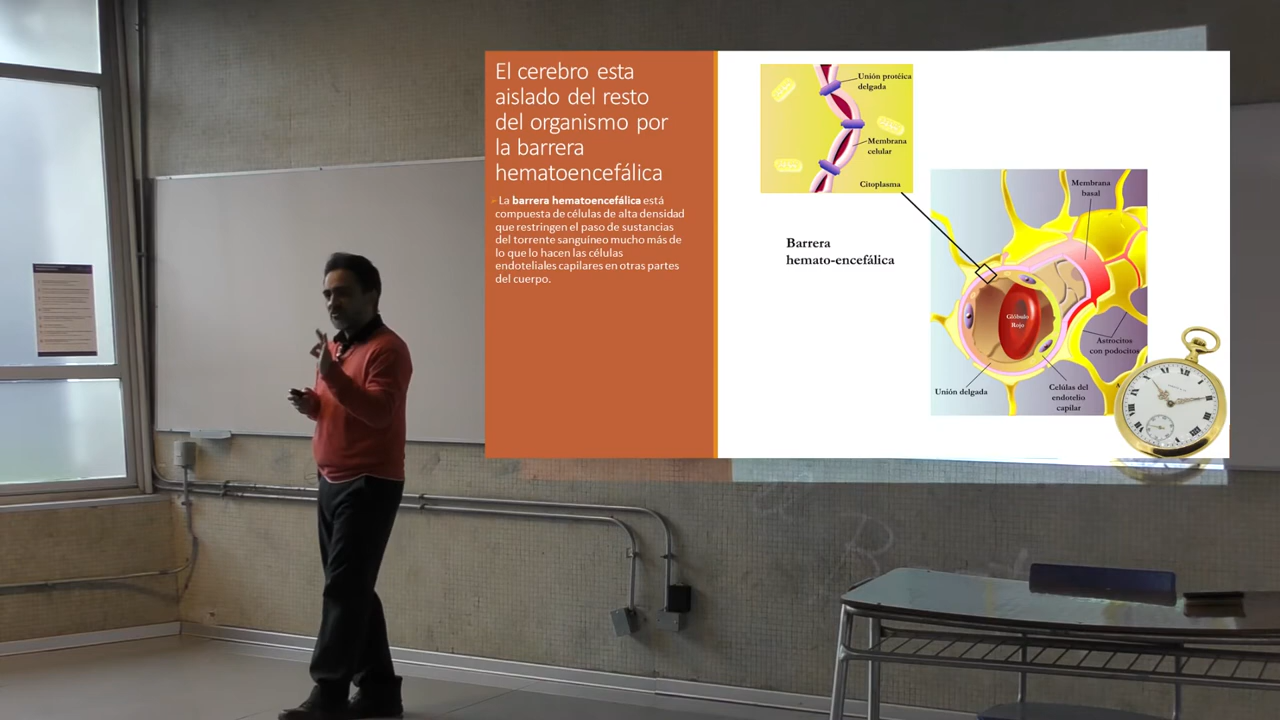 El cerebro esta
aislado del resto
del organismo por
la barrera
hematoencefálica
La barrera hematoencefálica está
compuesta de células de alta densidad
que restringen el paso de sustancias
del torrente sanguíneo mucho más de
lo que lo hacen las células
endoteliales capilares en otras partes
del cuerpo.
Unión protéica
delgada
Membrana
celular
Citoplasma
Barrera
hemato-encefálica
Membrana
basal
Glóbulo
Rojo
Astrocitos
con podocitos
Unión delgada
Celúlas del
endotelio
capilar